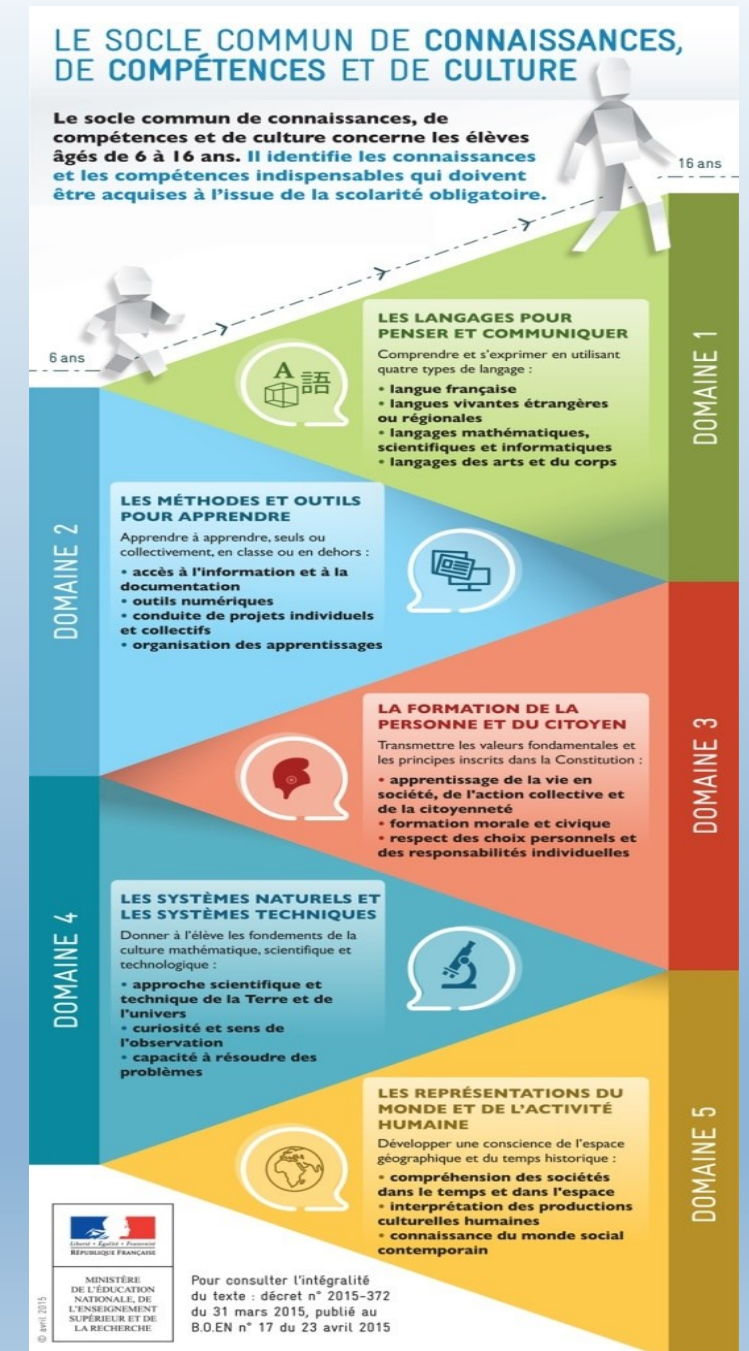 LE SOCLE COMMUN DE CONNAISSANCES,
DE COMPÉTENCES ET DE CULTURE
Le socle commun de connaissances, de
compétences et de culture concerne les élèves
âgés de 6 à 16 ans. Il identifie les connaissances
et les compétences indispensables qui doivent
être acquises à l'issue de la scolarité obligatoire.
16 ans
6 ans
DOMAINE 1
LES LANGAGES POUR
PENSER ET COMMUNIQUER
Comprendre et s'exprimer en utilisant
quatre types de langage :
• langue française
• langues vivantes étrangères
ou régionales
• langages mathématiques,
scientifiques et informatiques
• langages des arts et du corps
A 語
DOMAINE 2
LES MÉTHODES ET OUTILS
POUR APPRENDRE
Apprendre à apprendre, seuls ou
collectivement, en classe ou en dehors :
• accès à l'information et à la
documentation
• outils numériques
• conduite de projets individuels
et collectifs
• organisation des apprentissages
DOMAINE 3
LA FORMATION DE LA
PERSONNE ET DU CITOYEN
Transmettre les valeurs fondamentales et
les principes inscrits dans la Constitution :
• apprentissage de la vie en
société, de l'action collective et
de la citoyenneté
• formation morale et civique
• respect des choix personnels et
des responsabilités individuelles
DOMAINE 4
LES SYSTÈMES NATURELS ET
LES SYSTÈMES TECHNIQUES
Donner à l'élève les fondements de la
culture mathématique, scientifique et
technologique :
• approche scientifique et
technique de la Terre et de
l'univers
• curiosité et sens de
l'observation
• capacité à résoudre des
problèmes
DOMAINE 5
LES REPRÉSENTATIONS DU
MONDE ET DE L'ACTIVITÉ
HUMAINE
Développer une conscience de l'espace
géographique et du temps historique :
• compréhension des sociétés
dans le temps et dans l'espace
• interprétation des productions
culturelles humaines
• connaissance du monde social
contemporain
Liberté • Égalité • Fraternité
RÉPUBLIQUE FRANÇAISE
MINISTÈRE
DE L'ÉDUCATION
NATIONALE, DE
L'ENSEIGNEMENT
SUPÉRIEUR ET DE
LA RECHERCHE
© avril 2015
Pour consulter l'intégralité
du texte : décret n° 2015-372
du 31 mars 2015, publié au
B.O.EN n° 17 du 23 avril 2015